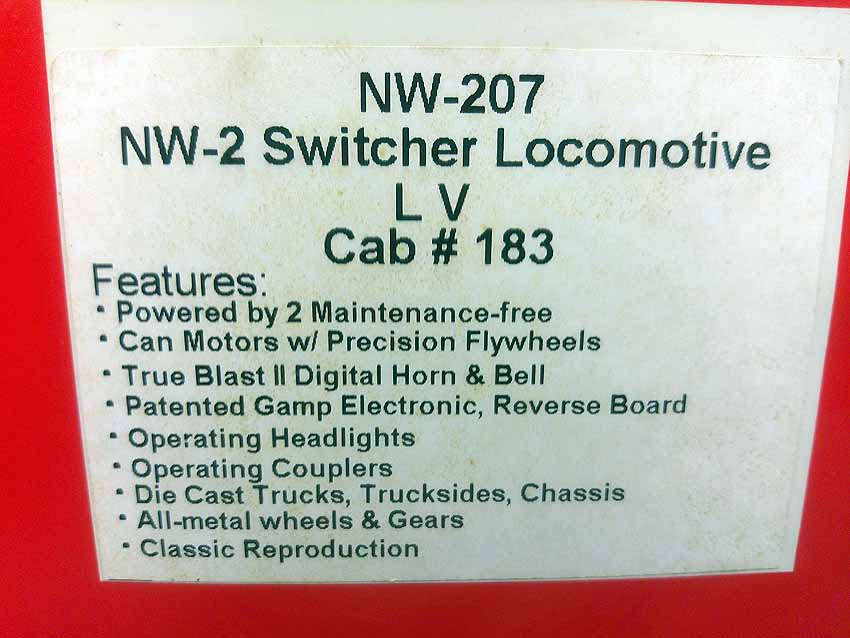 NW-207
NW-2 Switcher Locomotive
L V
Cab # 183
Features:
• Powered by 2 Maintenance-free
• Can Motors w/ Precision Flywheels
• True Blast II Digital Horn & Bell
• Patented Gamp Electronic, Reverse Board
• Operating Headlights
• Operating Couplers
• Die Cast Trucks, Trucksides, Chassis
• All-metal wheels & Gears
• Classic Reproduction